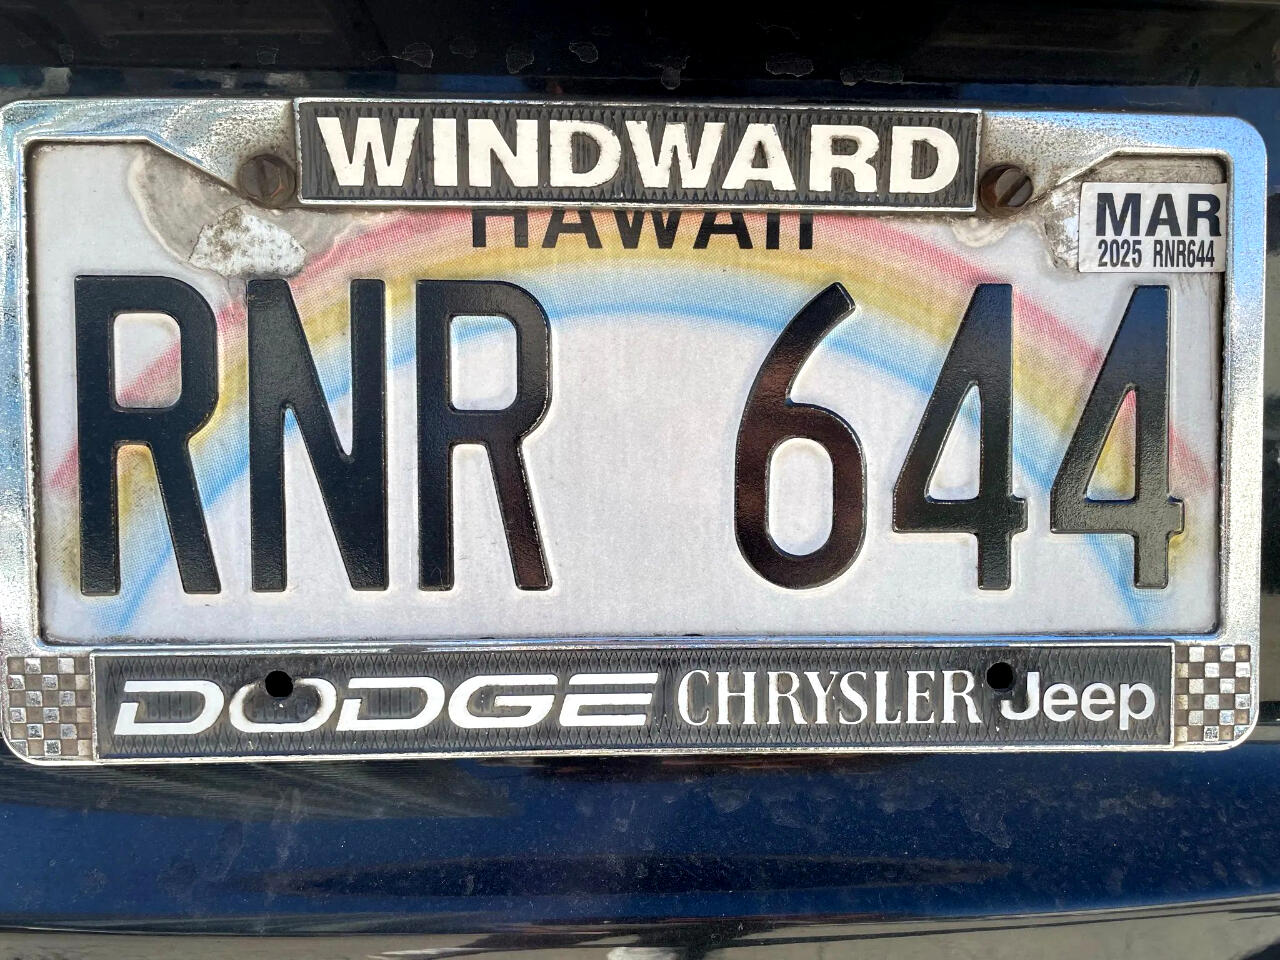 WINDWARD
HAWAII
MAR
2025 RNR644
RNR 644
DODGE CHRYSLER Jeep